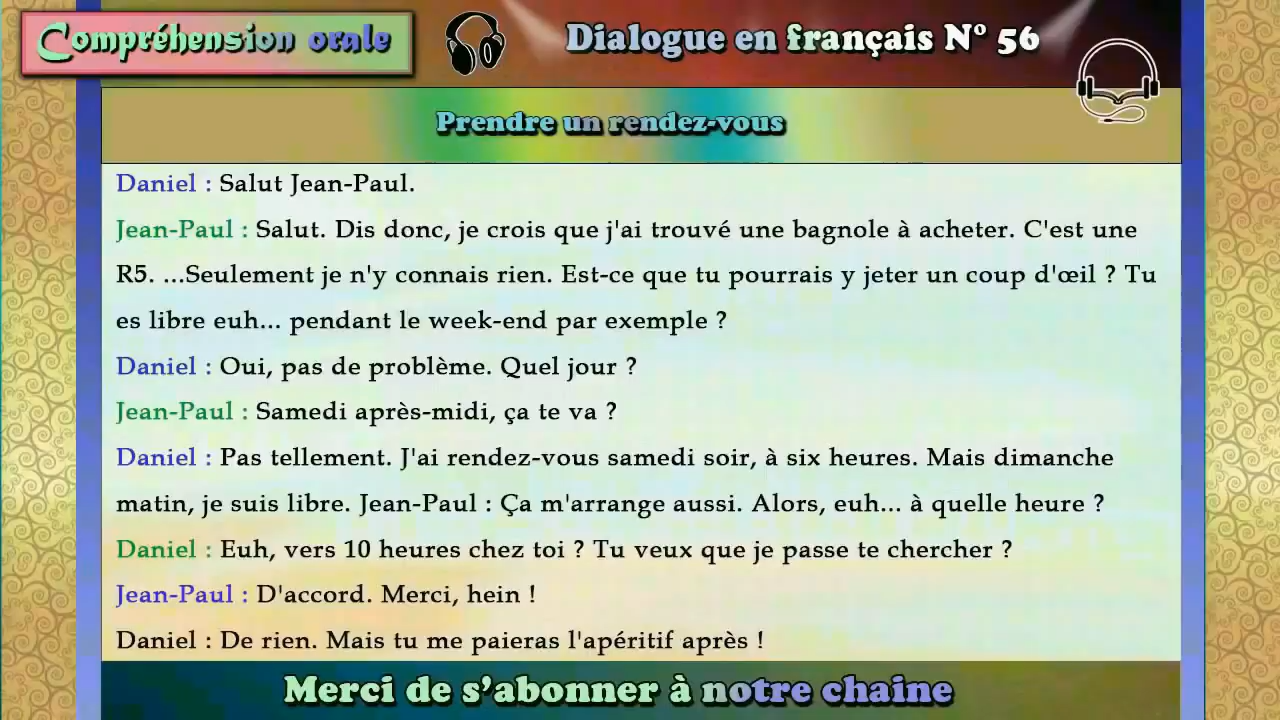 Compréhension orale
Dialogue en français N° 56
Prendre un rendez-vous
Daniel : Salut Jean-Paul.
Jean-Paul : Salut. Dis donc, je crois que j'ai trouvé une bagnole à acheter. C'est une
R5. ...Seulement je n'y connais rien. Est-ce que tu pourrais y jeter un coup d'œil ? Tu
es libre euh... pendant le week-end par exemple ?
Daniel : Oui, pas de problème. Quel jour ?
Jean-Paul : Samedi après-midi, ça te va ?
Daniel : Pas tellement. J'ai rendez-vous samedi soir, à six heures. Mais dimanche
matin, je suis libre. Jean-Paul : Ça m'arrange aussi. Alors, euh... à quelle heure ?
Daniel : Euh, vers 10 heures chez toi ? Tu veux que je passe te chercher ?
Jean-Paul : D'accord. Merci, hein !
Daniel : De rien. Mais tu me paieras l'apéritif après !
Merci de s'abonner à notre chaine